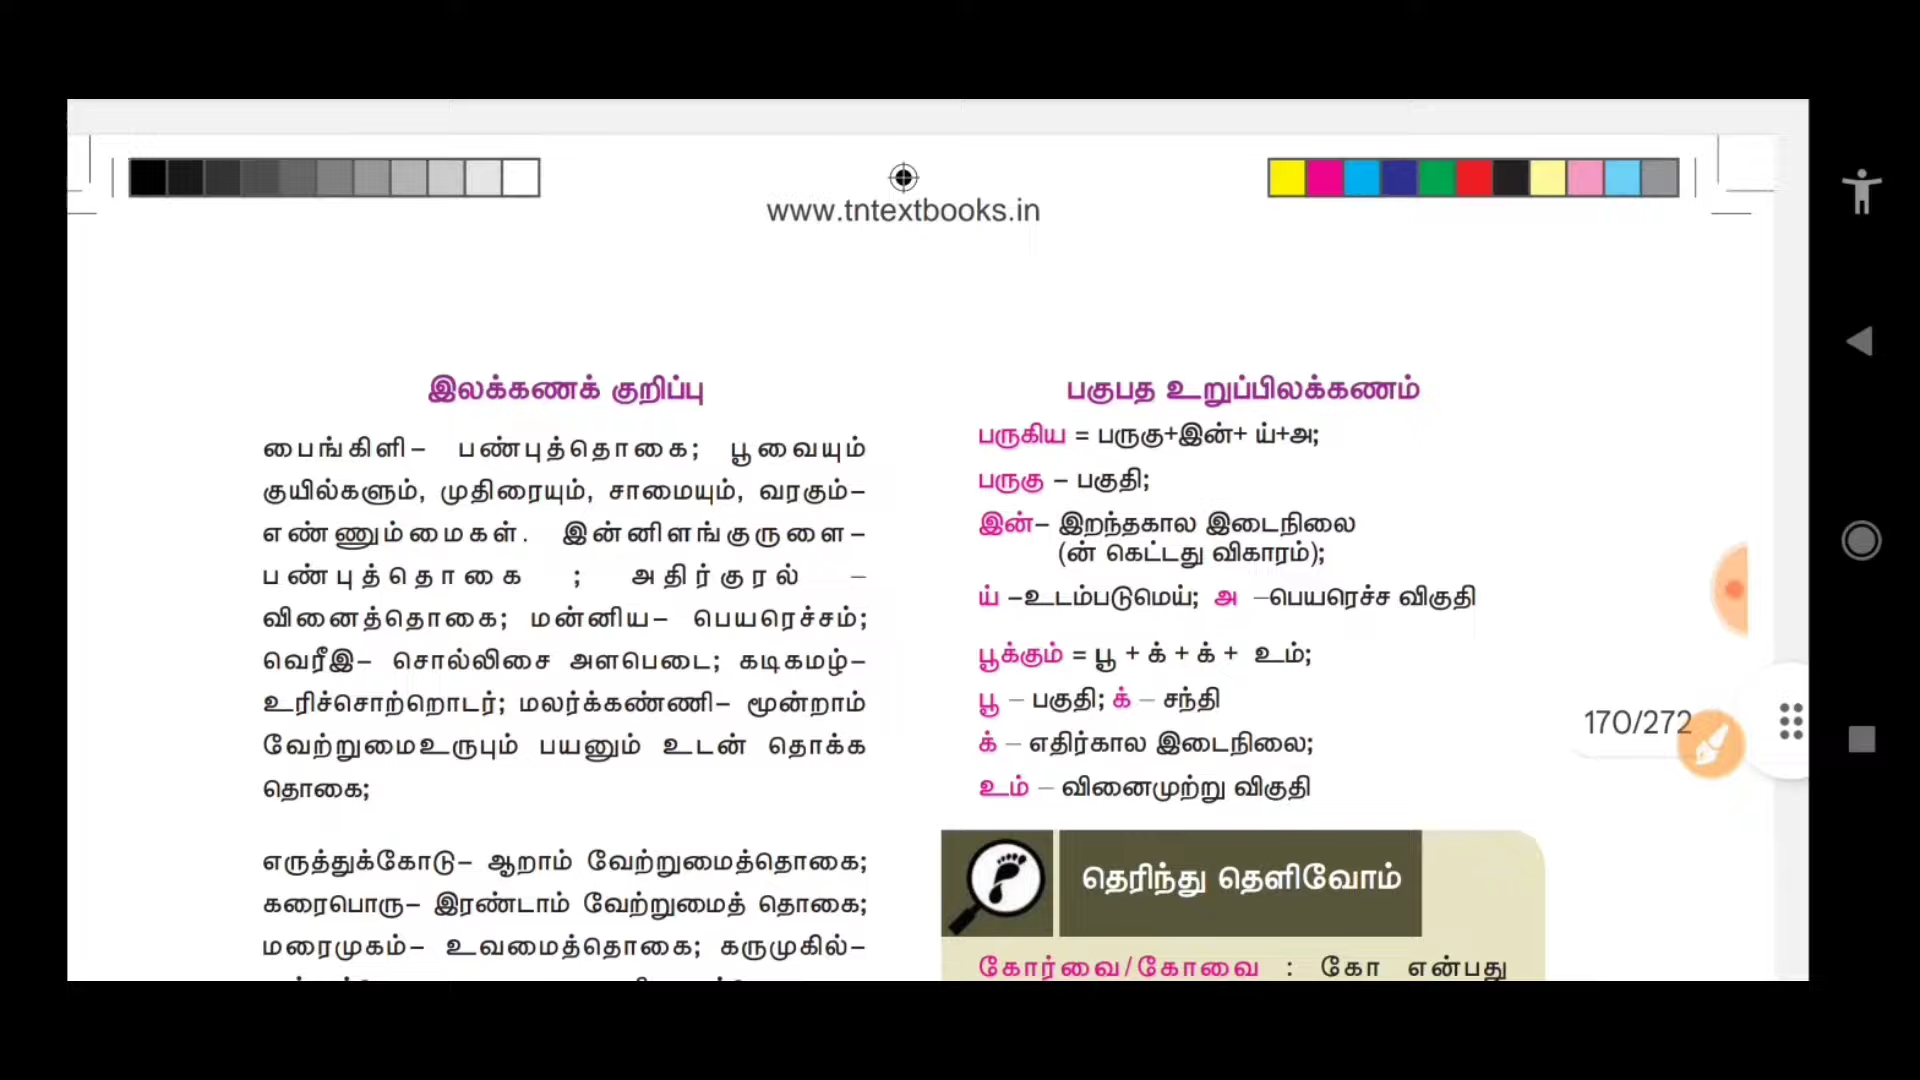 www.tntextbooks.in
இலக்கணக் குறிப்பு
பைங்கிளி– பண்புத்தொகை; பூவையும்
குயில்களும், முதிரையும், சாமையும், வரகும்–
எண்ணும்மைகள். இன்னிளங்குருளை–
பண்புத்தொகை ; அதிர்குரல் –
வினைத்தொகை; மன்னிய– பெயரெச்சம்;
வெரீஇ– சொல்லிசை அளபெடை; கடிகமழ்–
உரிச்சொற்றொடர்; மலர்க்கண்ணி– மூன்றாம்
வேற்றுமைஉருபும் பயனும் உடன் தொக்க
தொகை;
எருத்துக்கோடு– ஆறாம் வேற்றுமைத்தொகை;
கரைபொரு– இரண்டாம் வேற்றுமைத் தொகை;
மரைமுகம்– உவமைத்தொகை; கருமுகில்–
பகுபத உறுப்பிலக்கணம்
பருகிய = பருகு+இன்+ ய்+அ;
பருகு – பகுதி;
இன்– இறந்தகால இடைநிலை
(ன் கெட்டது விகாரம்);
ய் –உடம்படுமெய்; அ –பெயரெச்ச விகுதி
பூக்கும் = பூ + க் + க் + உம்;
பூ – பகுதி; க் – சந்தி
க் – எதிர்கால இடைநிலை;
உம் – வினைமுற்று விகுதி
தெரிந்து தெளிவோம்
கோர்வை/கோவை : கோ என்பது
170/272